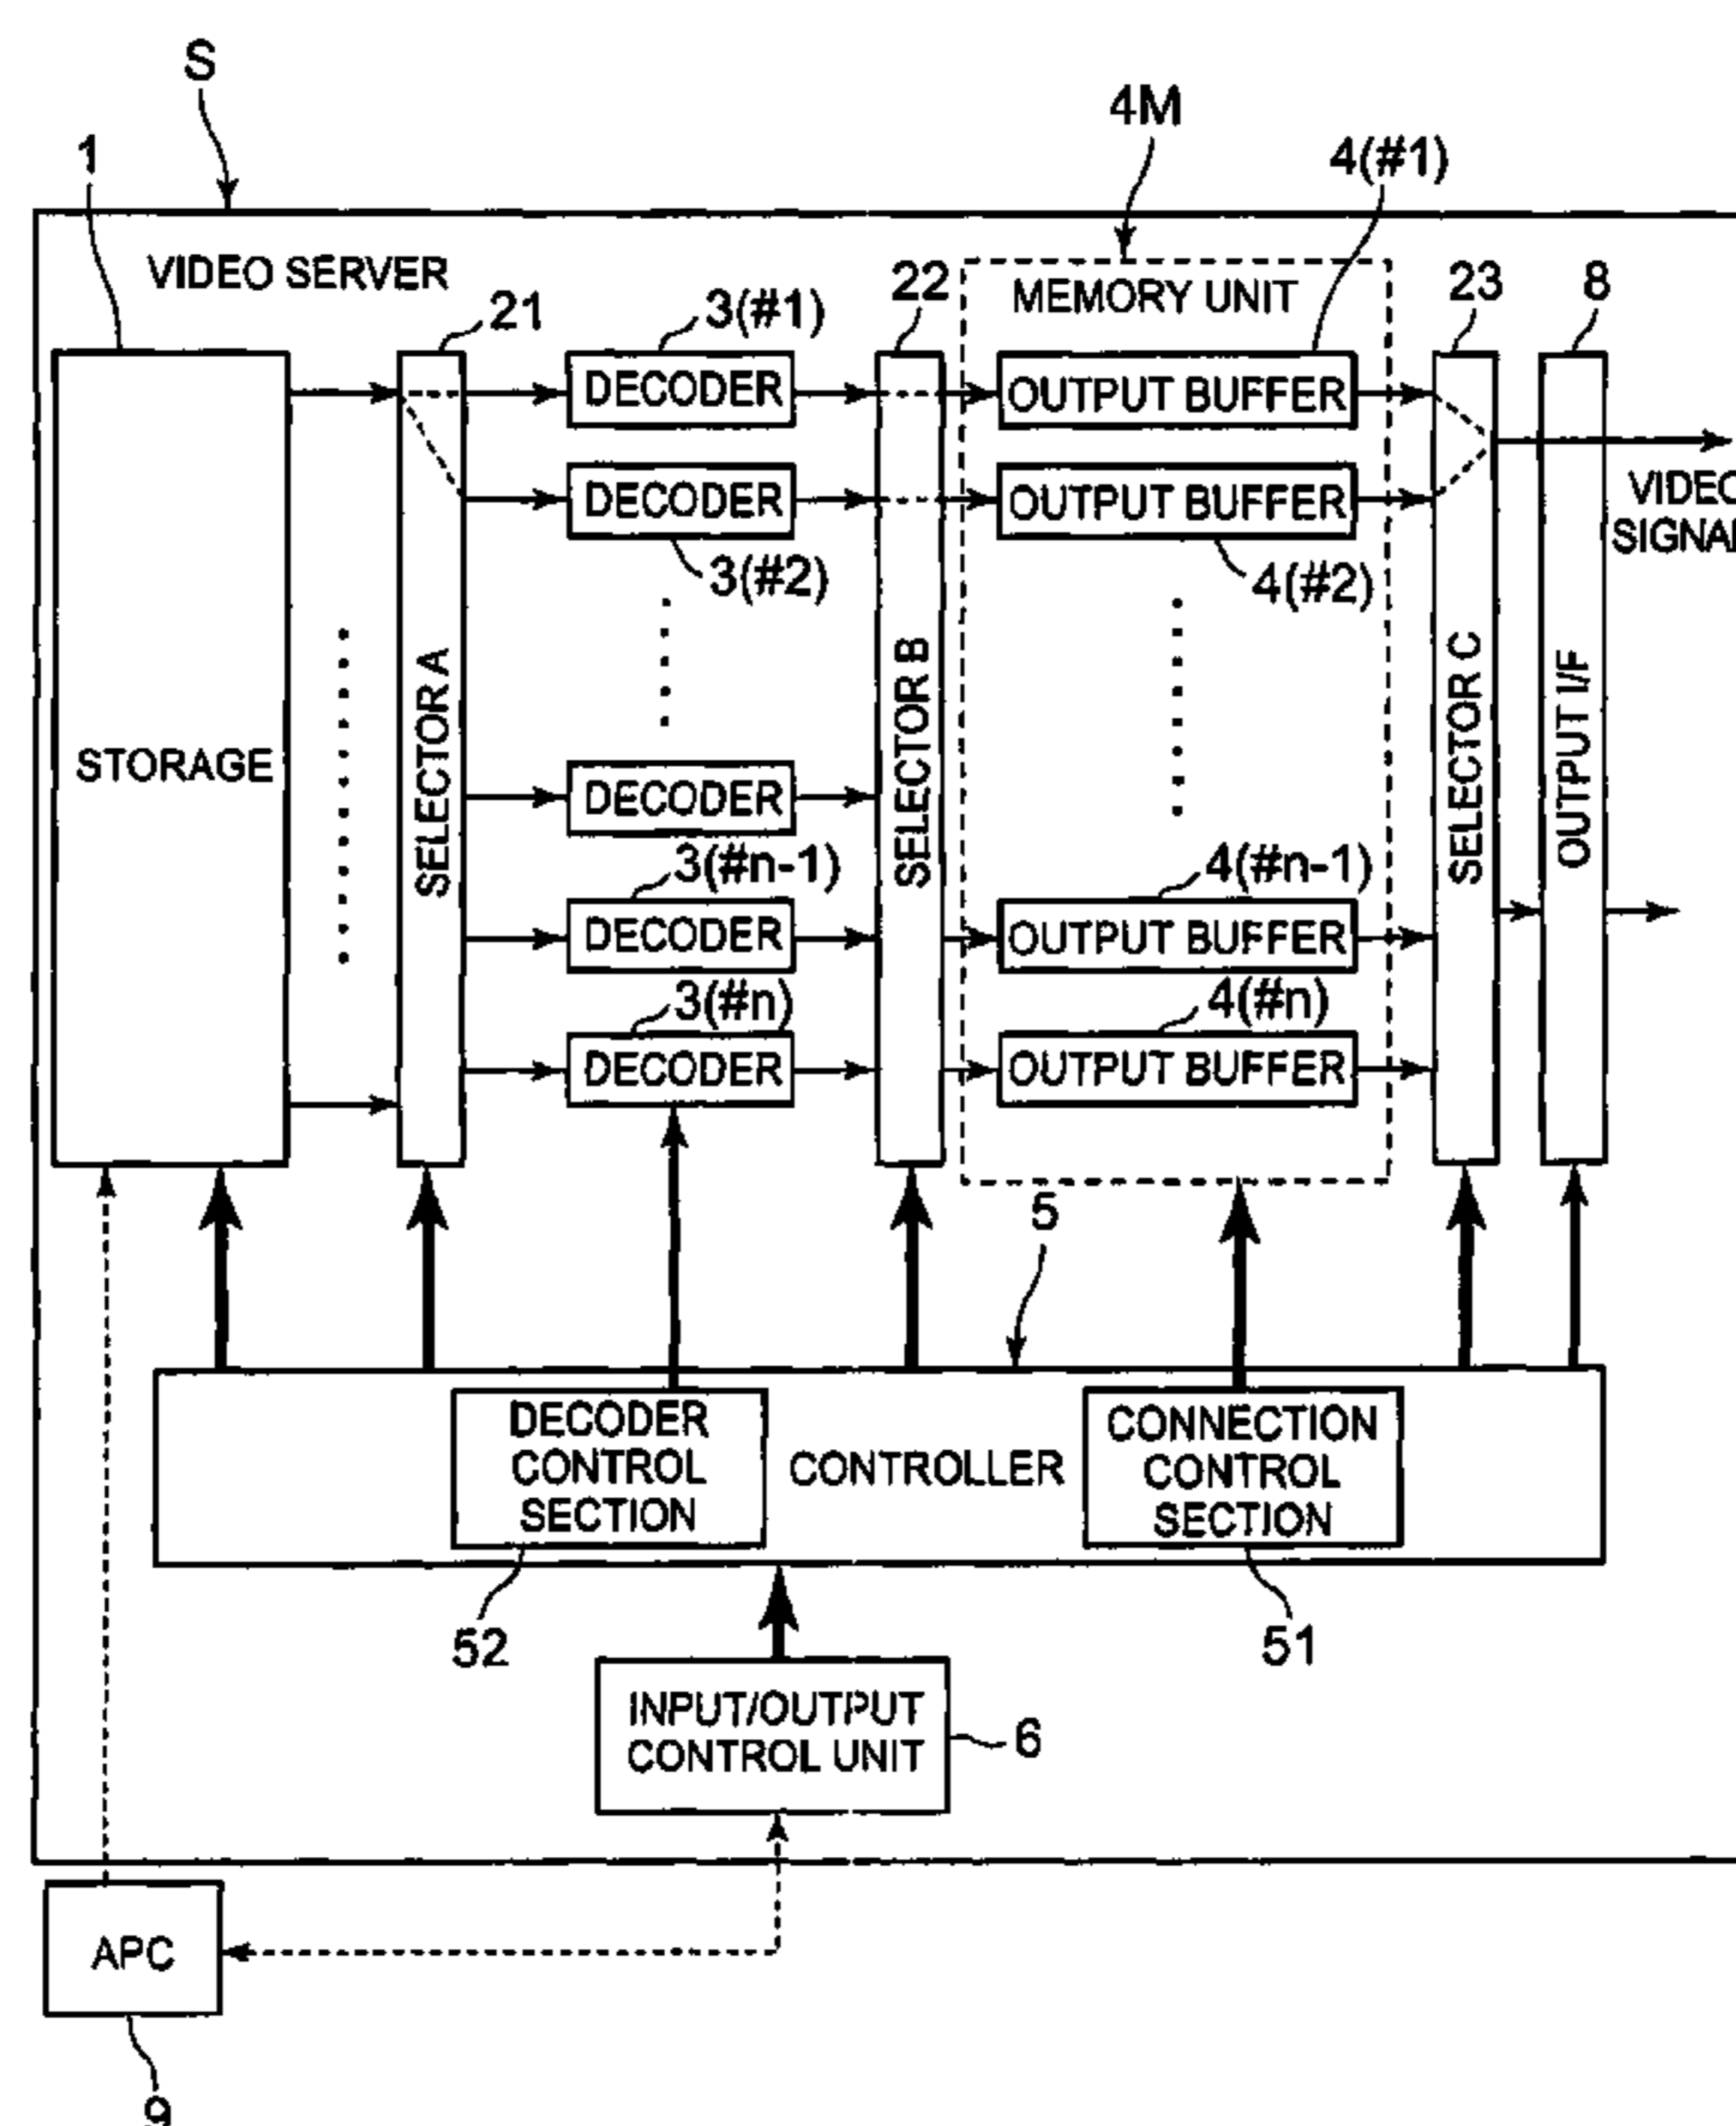 S
1
4M
4(#1)
VIDEO SERVER
21
3(#1)
22
MEMORY UNIT
23
8
DECODER
OUTPUT BUFFER
DECODER
OUTPUT BUFFER
VIDEO
SIGNAL
3(#2)
4(#2)
STORAGE
SELECTOR A
SELECTOR B
SELECTOR C
OUTPUT I/F
DECODER
3(#n-1)
4(#n-1)
DECODER
OUTPUT BUFFER
3(#n)
4(#n)
DECODER
OUTPUT BUFFER
5
DECODER
CONTROL
SECTION
CONTROLLER
CONNECTION
CONTROL
SECTION
52
51
INPUT/OUTPUT
CONTROL UNIT
6
APC
9